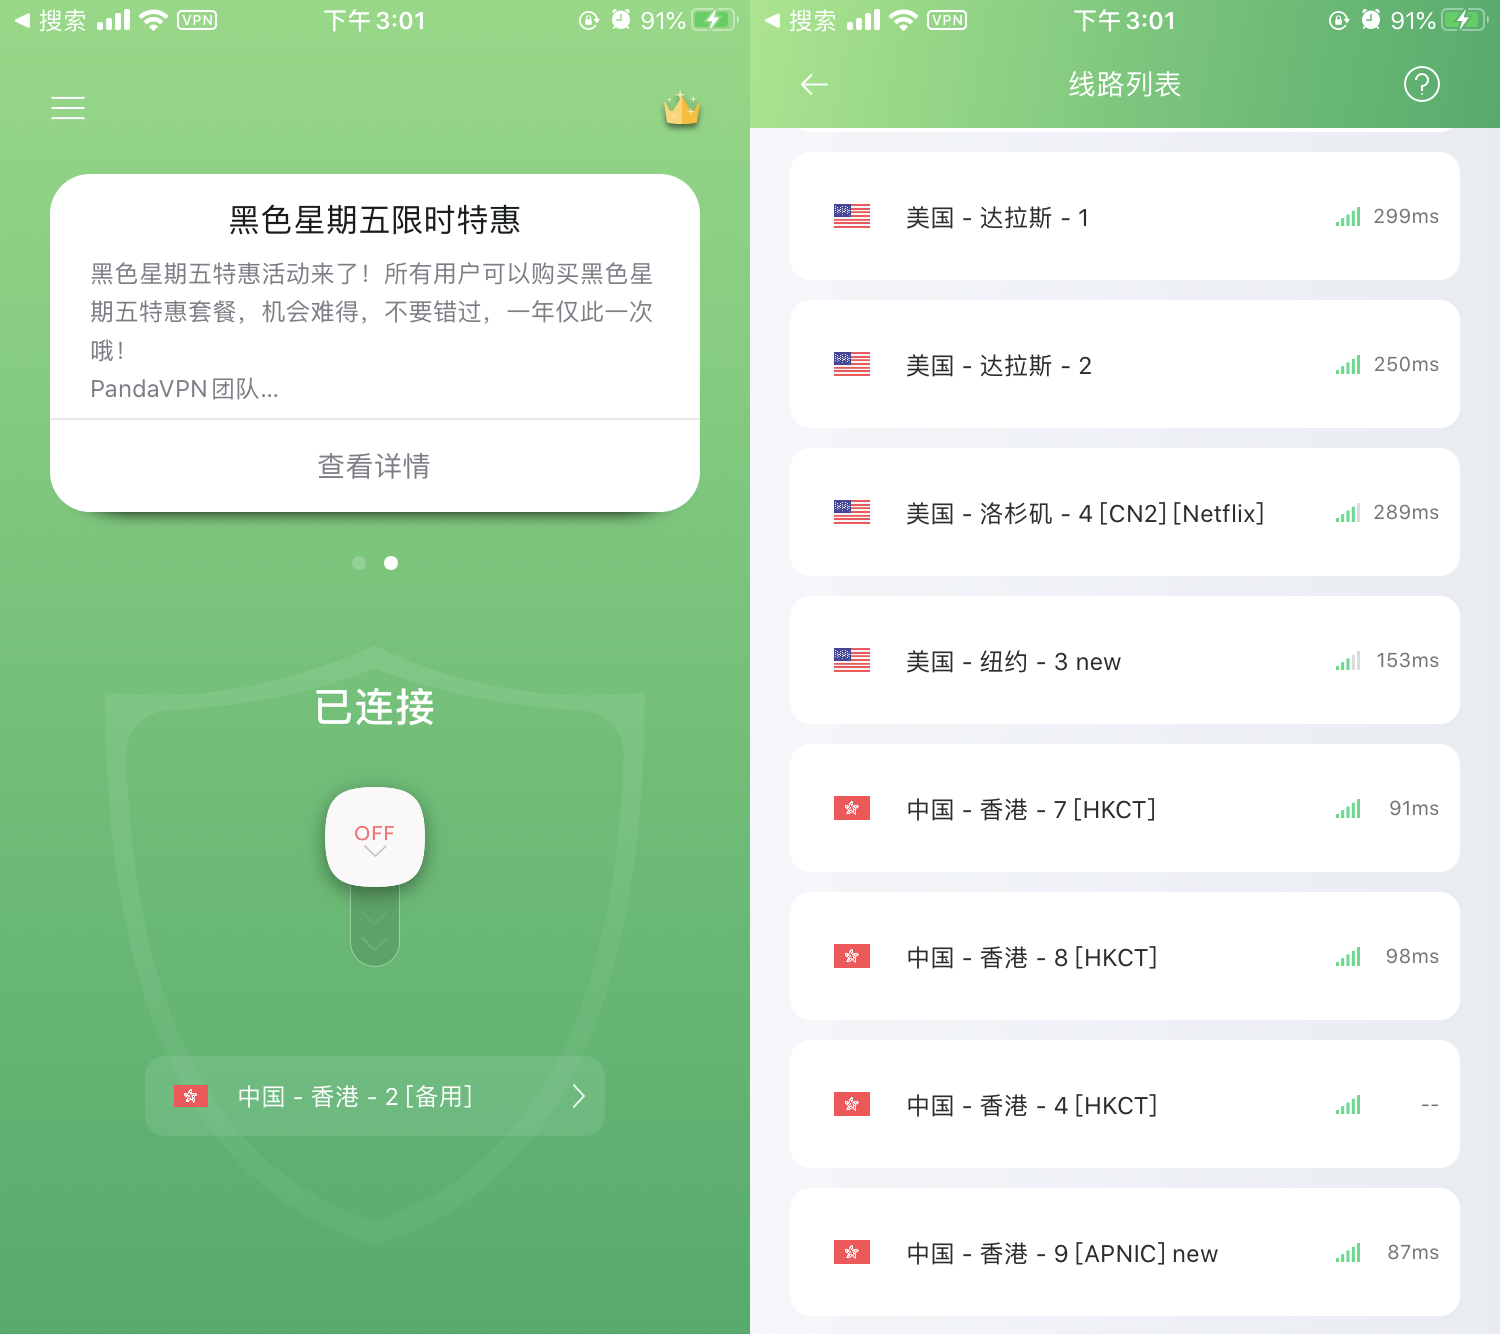 搜索 VPN 下午3:01 91%
黑色星期五限时特惠
黑色星期五特惠活动来了！所有用户可以购买黑色星
期五特惠套餐，机会难得，不要错过，一年仅此一次
哦！
PandaVPN团队...
查看详情
已连接
OFF
中国 - 香港 - 2 [备用]
搜索 VPN 下午3:01 91%
线路列表
美国 - 达拉斯 - 1 299ms
美国 - 达拉斯 - 2 250ms
美国 - 洛杉矶 - 4 [CN2] [Netflix] 289ms
美国 - 纽约 - 3 new 153ms
中国 - 香港 - 7 [HKCT] 91ms
中国 - 香港 - 8 [HKCT] 98ms
中国 - 香港 - 4 [HKCT] --
中国 - 香港 - 9 [APNIC] new 87ms